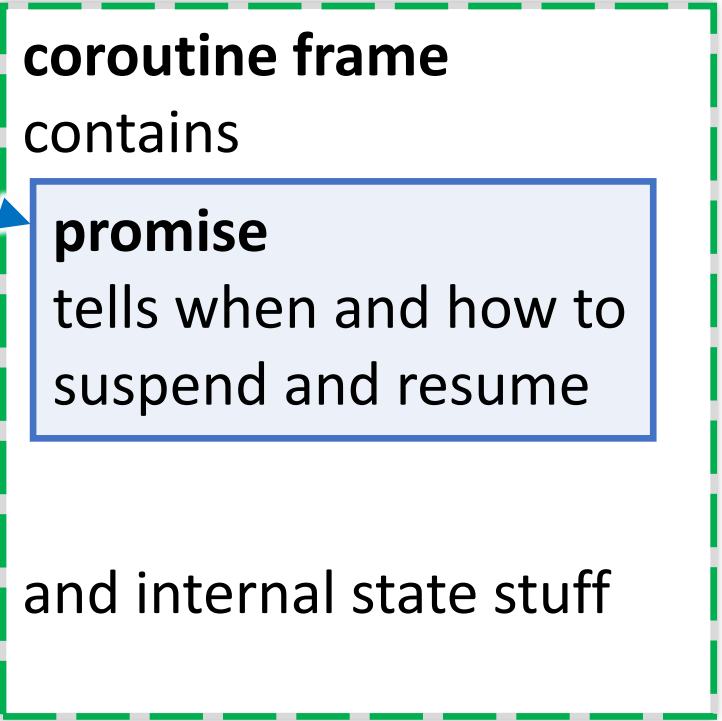 coroutine frame
contains
promise
tells when and how to
suspend and resume
and internal state stuff